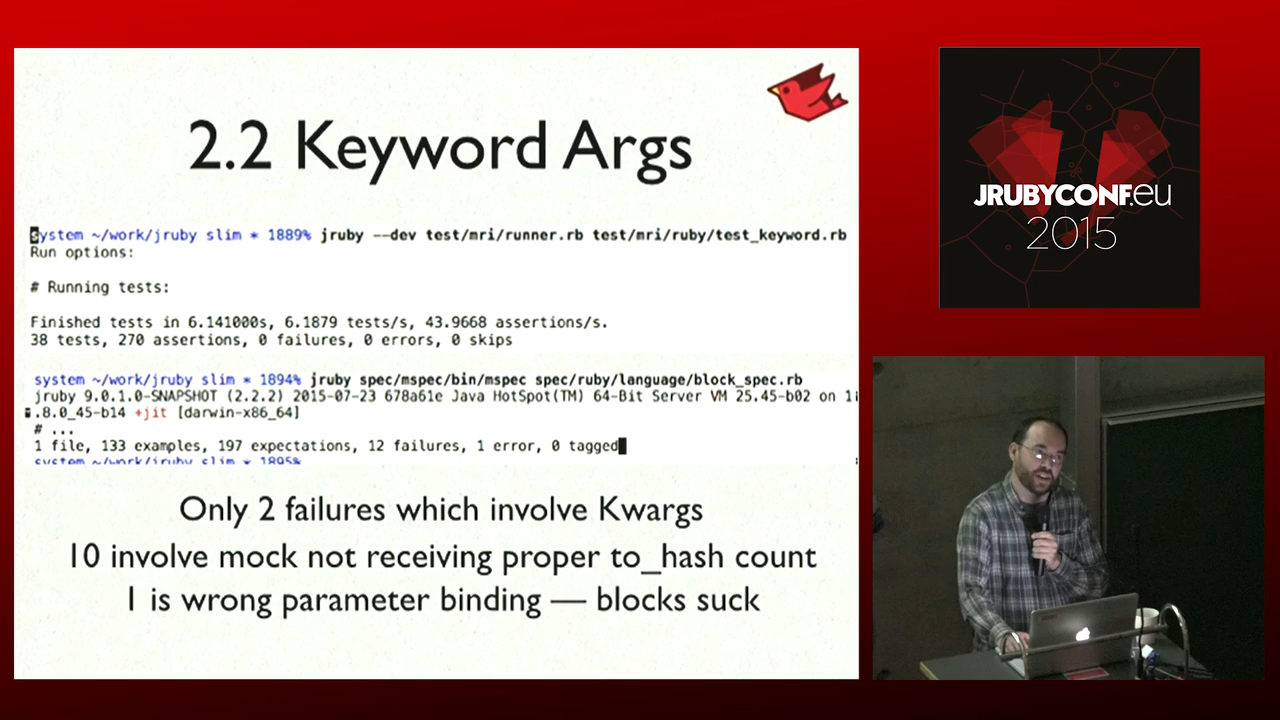 2.2 Keyword Args
system ~/work/jruby slim * 1889% jruby --dev test/mri/runner.rb test/mri/ruby/test_keyword.rb
Run options:
# Running tests:
Finished tests in 6.141000s, 6.1879 tests/s, 43.9668 assertions/s.
38 tests, 270 assertions, 0 failures, 0 errors, 0 skips
system ~/work/jruby slim * 1894% jruby spec/mspec/bin/mspec spec/ruby/language/block_spec.rb
jruby 9.0.1.0-SNAPSHOT (2.2.2) 2015-07-23 678a61e Java HotSpot(TM) 64-Bit Server VM 25.45-b02 on 1
.8.0_45-b14 +jit [darwin-x86_64]
# ...
1 file, 133 examples, 197 expectations, 12 failures, 1 error, 0 tagged
system ~/work/jruby slim * 1895%
Only 2 failures which involve Kwargs
10 involve mock not receiving proper to_hash count
1 is wrong parameter binding — blocks suck
JRUBYCONF.eu
2015